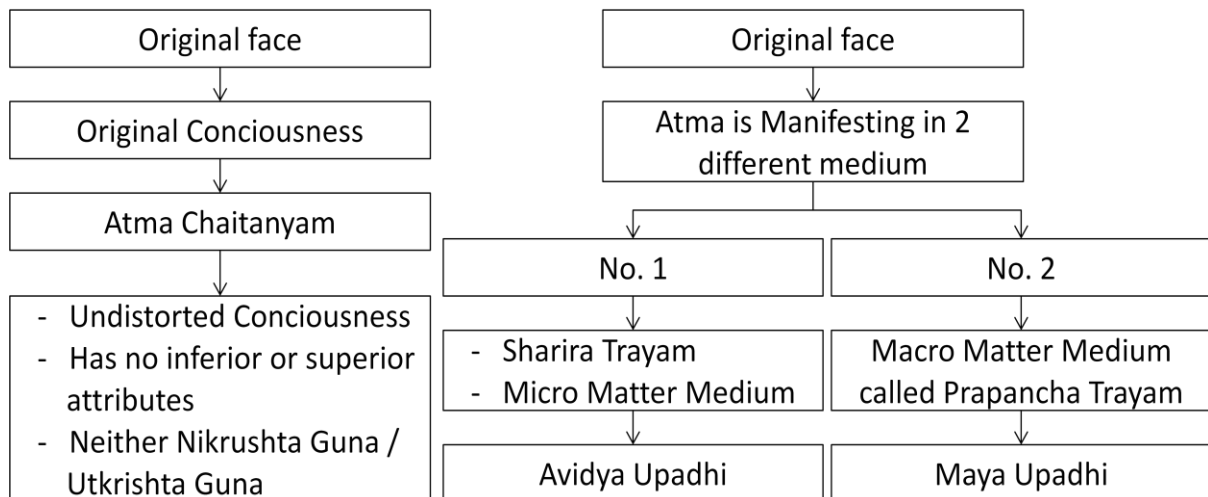 Original face
Original Conciousness
Atma Chaitanyam
- Undistorted Conciousness
- Has no inferior or superior
attributes
- Neither Nikrushta Guna /
Utkrishta Guna
Original face
Atma is Manifesting in 2
different medium
No. 1
- Sharira Trayam
- Micro Matter Medium
Avidya Upadhi
No. 2
Macro Matter Medium
called Prapancha Trayam
Maya Upadhi